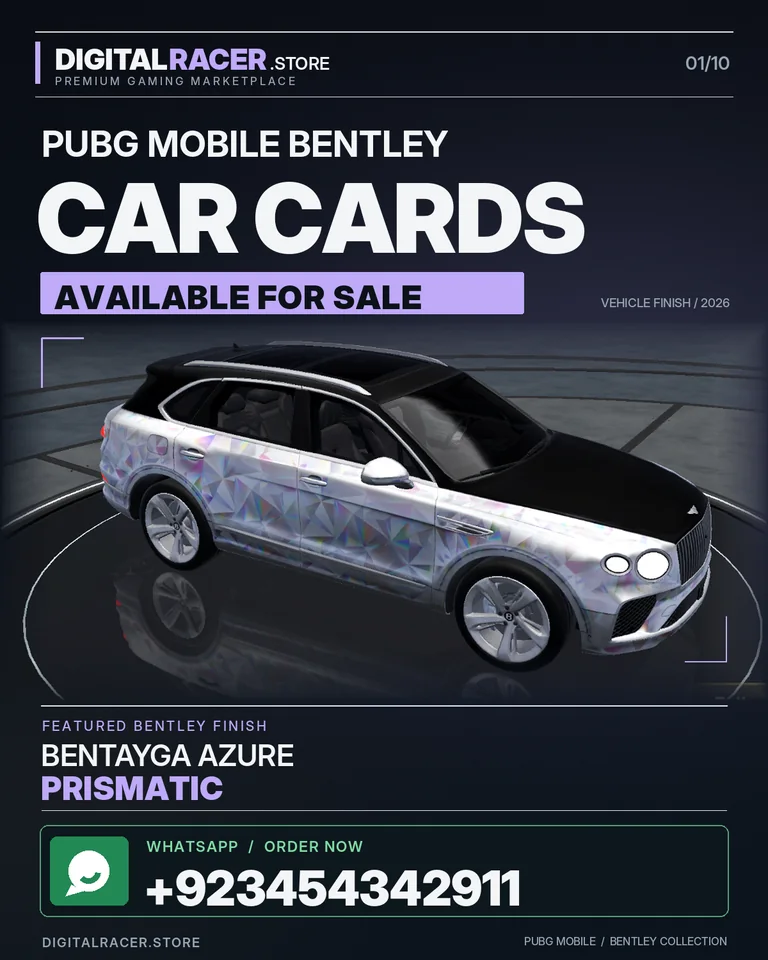 DIGITALRACER.STORE
PREMIUM GAMING MARKETPLACE
01/10
PUBG MOBILE BENTLEY
CAR CARDS
AVAILABLE FOR SALE
VEHICLE FINISH / 2026
FEATURED BENTLEY FINISH
BENTAYGA AZURE
PRISMATIC
WHATSAPP / ORDER NOW
+923454342911
DIGITALRACER.STORE
PUBG MOBILE / BENTLEY COLLECTION